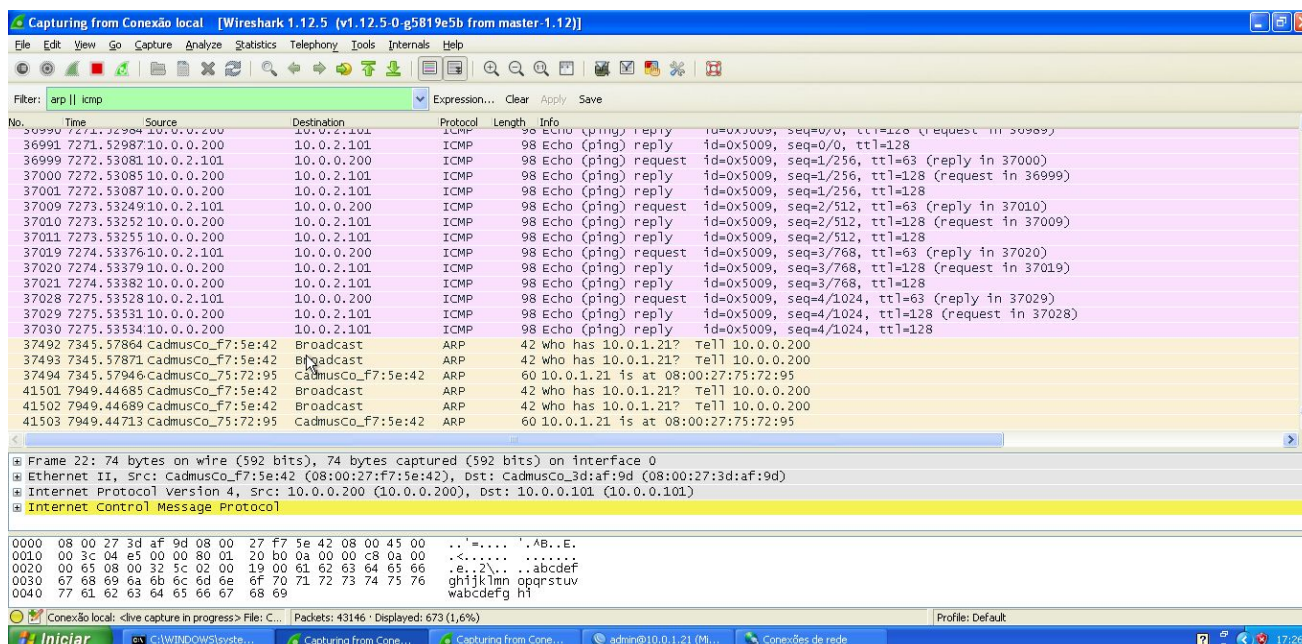 Capturing from Conexão local [Wireshark 1.12.5 (v1.12.5-0-g5819e5b from master-1.12)]
File Edit View Go Capture Analyze Statistics Telephony Tools Internals Help
Filter: arp || icmp Expression... Clear Apply Save
No. Time Source Destination Protocol Length Info
36990 7271.52984 10.0.0.200 10.0.2.101 ICMP 98 Echo (ping) reply id=0x5009, seq=0/0, ttl=128 (request in 36989)
36991 7271.52987 10.0.0.200 10.0.2.101 ICMP 98 Echo (ping) reply id=0x5009, seq=0/0, ttl=128
36999 7272.53081 10.0.2.101 10.0.0.200 ICMP 98 Echo (ping) request id=0x5009, seq=1/256, ttl=63 (reply in 37000)
37000 7272.53085 10.0.0.200 10.0.2.101 ICMP 98 Echo (ping) reply id=0x5009, seq=1/256, ttl=128 (request in 36999)
37001 7272.53087 10.0.0.200 10.0.2.101 ICMP 98 Echo (ping) reply id=0x5009, seq=1/256, ttl=128
37009 7273.53249 10.0.2.101 10.0.0.200 ICMP 98 Echo (ping) request id=0x5009, seq=2/512, ttl=63 (reply in 37010)
37010 7273.53252 10.0.0.200 10.0.2.101 ICMP 98 Echo (ping) reply id=0x5009, seq=2/512, ttl=128 (request in 37009)
37011 7273.53255 10.0.0.200 10.0.2.101 ICMP 98 Echo (ping) reply id=0x5009, seq=2/512, ttl=128
37019 7274.53376 10.0.2.101 10.0.0.200 ICMP 98 Echo (ping) request id=0x5009, seq=3/768, ttl=63 (reply in 37020)
37020 7274.53379 10.0.0.200 10.0.2.101 ICMP 98 Echo (ping) reply id=0x5009, seq=3/768, ttl=128 (request in 37019)
37021 7274.53382 10.0.0.200 10.0.2.101 ICMP 98 Echo (ping) reply id=0x5009, seq=3/768, ttl=128
37028 7275.53528 10.0.2.101 10.0.0.200 ICMP 98 Echo (ping) request id=0x5009, seq=4/1024, ttl=63 (reply in 37029)
37029 7275.53531 10.0.0.200 10.0.2.101 ICMP 98 Echo (ping) reply id=0x5009, seq=4/1024, ttl=128 (request in 37028)
37030 7275.53534 10.0.0.200 10.0.2.101 ICMP 98 Echo (ping) reply id=0x5009, seq=4/1024, ttl=128
37492 7345.57864 CadmusCo_f7:5e:42 Broadcast ARP 42 Who has 10.0.1.21? Tell 10.0.0.200
37493 7345.57871 CadmusCo_f7:5e:42 Broadcast ARP 42 Who has 10.0.1.21? Tell 10.0.0.200
37494 7345.57946 CadmusCo_75:72:95 CadmusCo_f7:5e:42 ARP 60 10.0.1.21 is at 08:00:27:75:72:95
41501 7949.44685 CadmusCo_f7:5e:42 Broadcast ARP 42 Who has 10.0.1.21? Tell 10.0.0.200
41502 7949.44689 CadmusCo_f7:5e:42 Broadcast ARP 42 Who has 10.0.1.21? Tell 10.0.0.200
41503 7949.44713 CadmusCo_75:72:95 CadmusCo_f7:5e:42 ARP 60 10.0.1.21 is at 08:00:27:75:72:95
Frame 22: 74 bytes on wire (592 bits), 74 bytes captured (592 bits) on interface 0
Ethernet II, Src: CadmusCo_f7:5e:42 (08:00:27:f7:5e:42), Dst: CadmusCo_3d:af:9d (08:00:27:3d:af:9d)
Internet Protocol Version 4, Src: 10.0.0.200 (10.0.0.200), Dst: 10.0.0.101 (10.0.0.101)
Internet Control Message Protocol
0000 08 00 27 3d af 9d 08 00 27 f7 5e 42 08 00 45 00 ..'=.... '.^B..E.
0010 00 3c 04 e5 00 00 80 01 20 b0 0a 00 00 c8 0a 00 .<...... .......
0020 00 65 08 00 32 5c 02 00 19 00 61 62 63 64 65 66 .e..2\.. ..abcdef
0030 67 68 69 6a 6b 6c 6d 6e 6f 70 71 72 73 74 75 76 ghijklmn opqrstuv
0040 77 61 62 63 64 65 66 67 68 69 wabcdefg hi
Conexão local: <live capture in progress> File: C... Packets: 43146 · Displayed: 673 (1,6%) Profile: Default
Iniciar C:\WINDOWS\syste... Capturing from Cone... Capturing from Cone... admin@10.0.1.21 (Mi... Conexões de rede 17:26